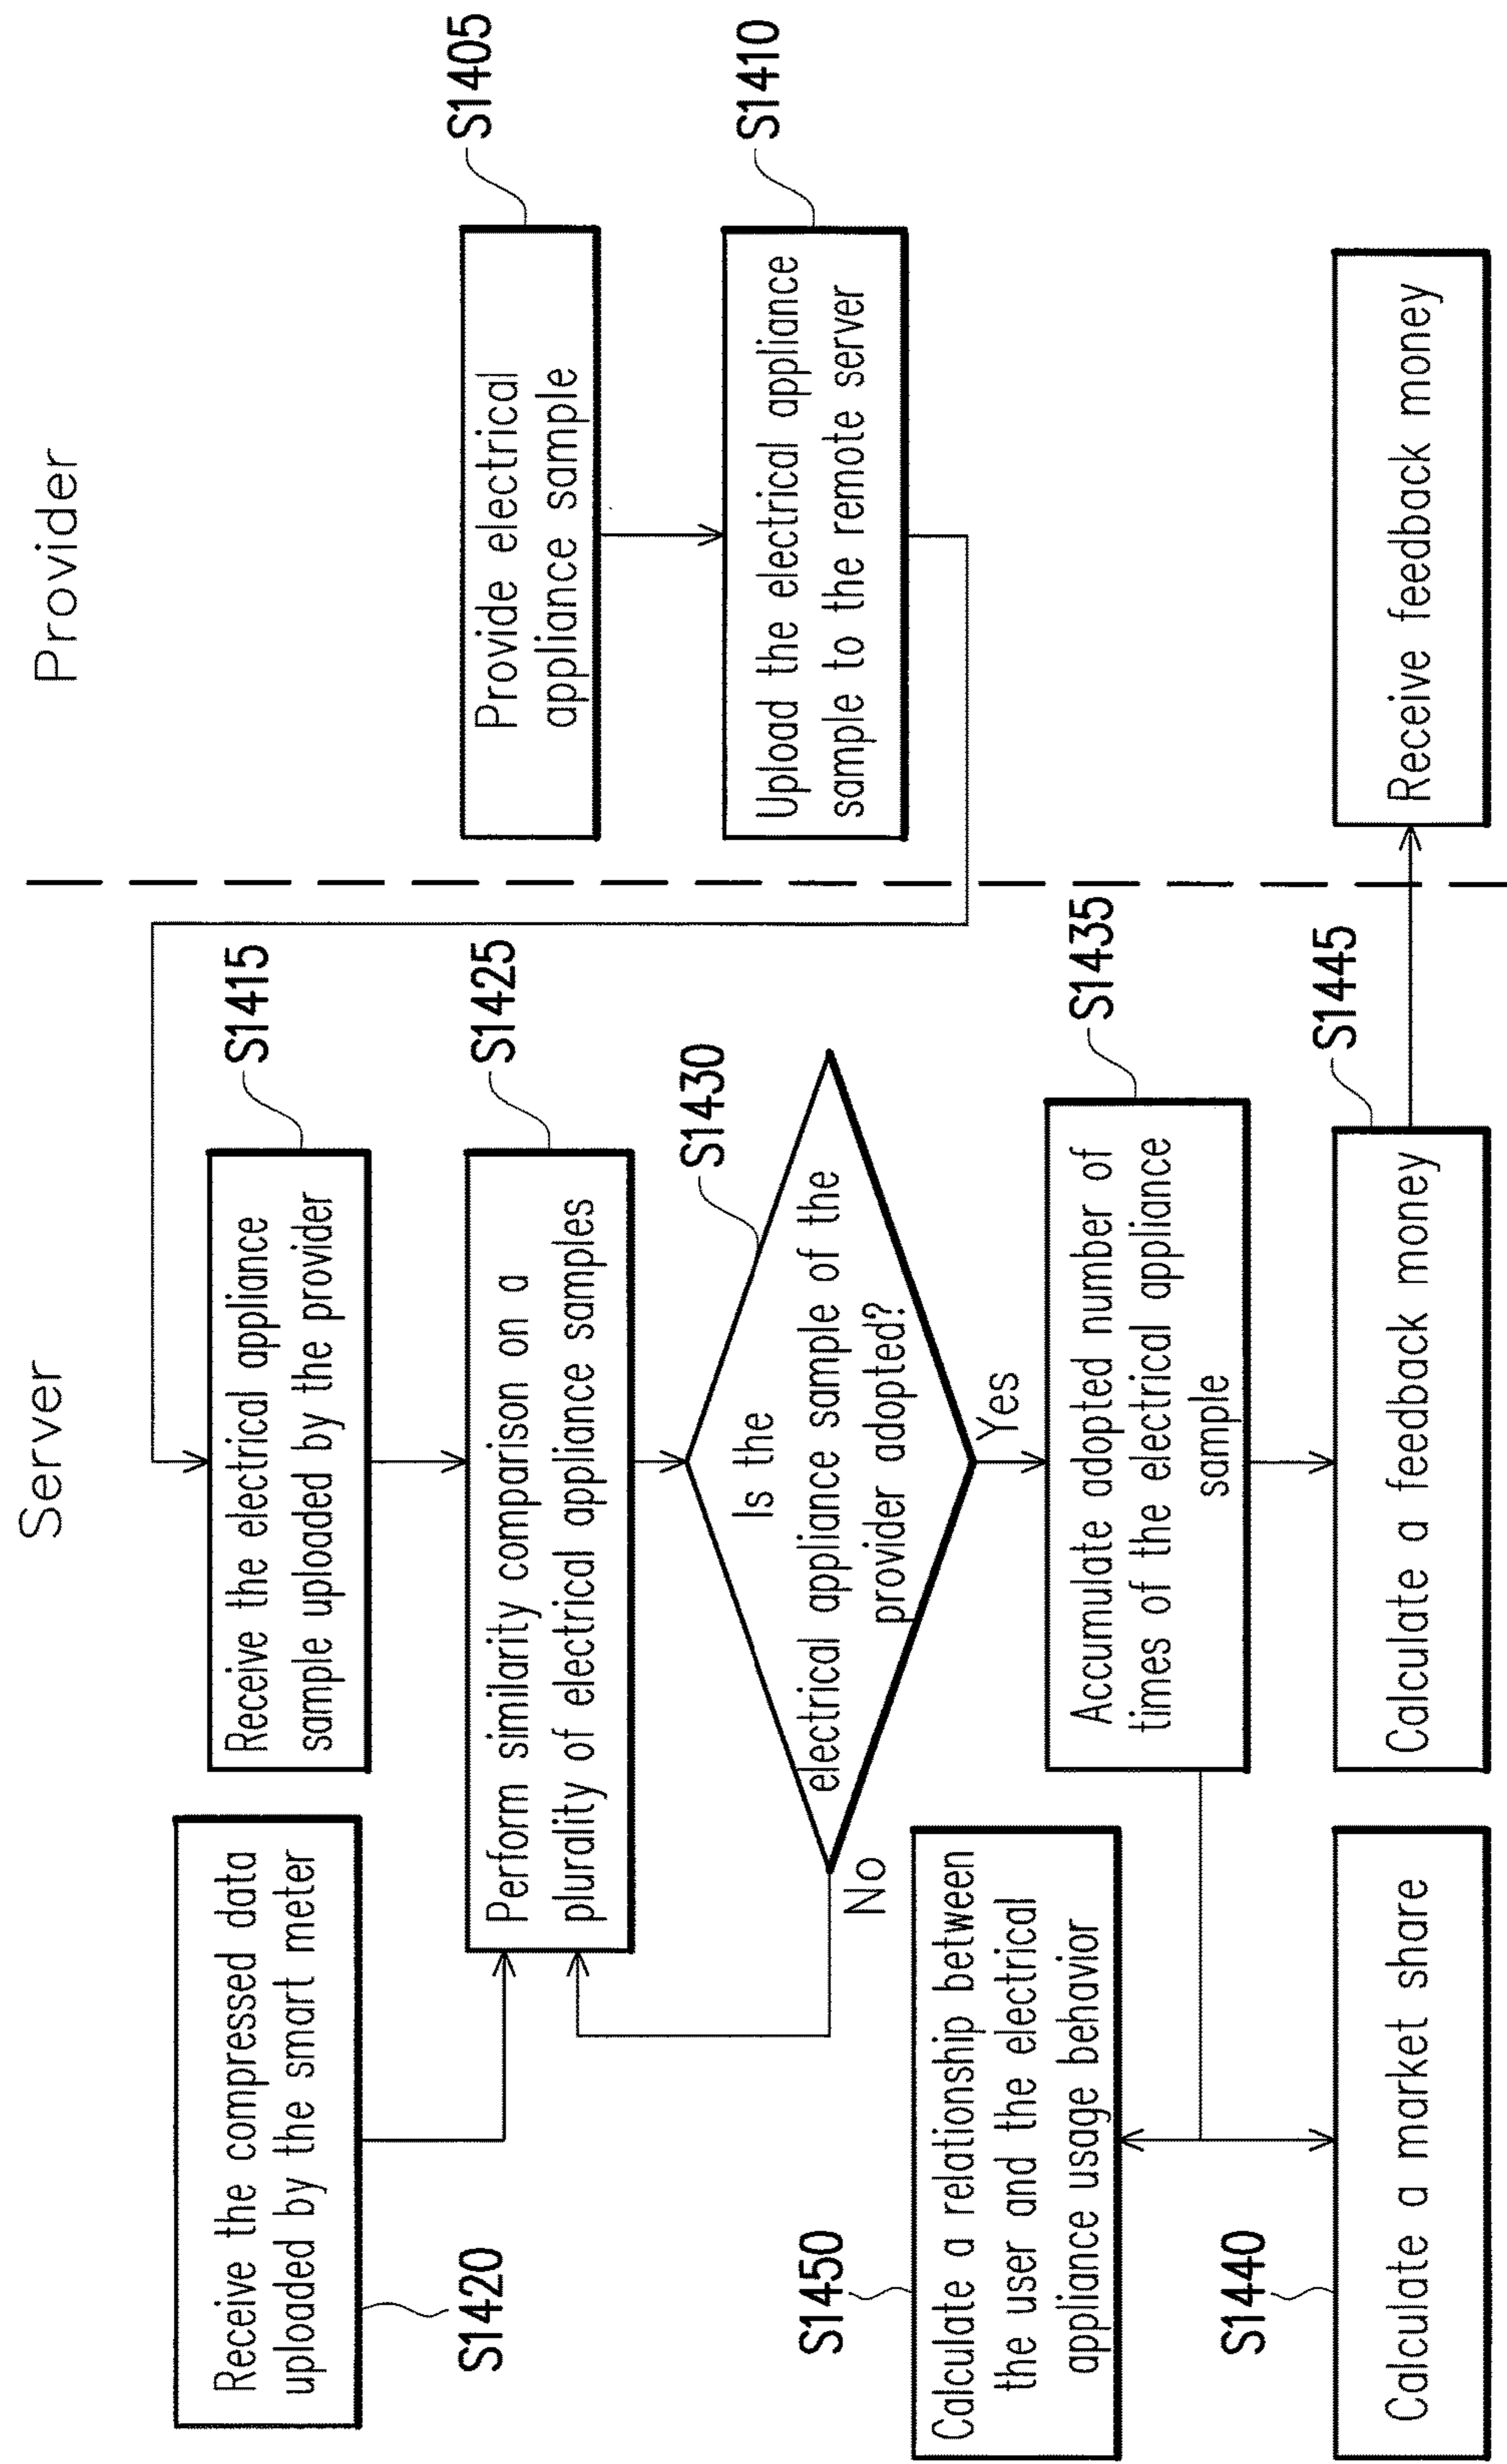 Server
Provider
Receive the compressed data
uploaded by the smart meter
S1420
Receive the electrical appliance
sample uploaded by the provider
S1415
Provide electrical
appliance sample
S1405
Perform similarity comparison on a
plurality of electrical appliance samples
S1425
Upload the electrical appliance
sample to the remote server
S1410
Is the
electrical appliance sample of the
provider adopted?
S1430
No
Yes
Calculate a relationship between
the user and the electrical
appliance usage behavior
S1450
Accumulate adopted number of
times of the electrical appliance
sample
S1435
Calculate a market share
S1440
Calculate a feedback money
S1445
Receive feedback money